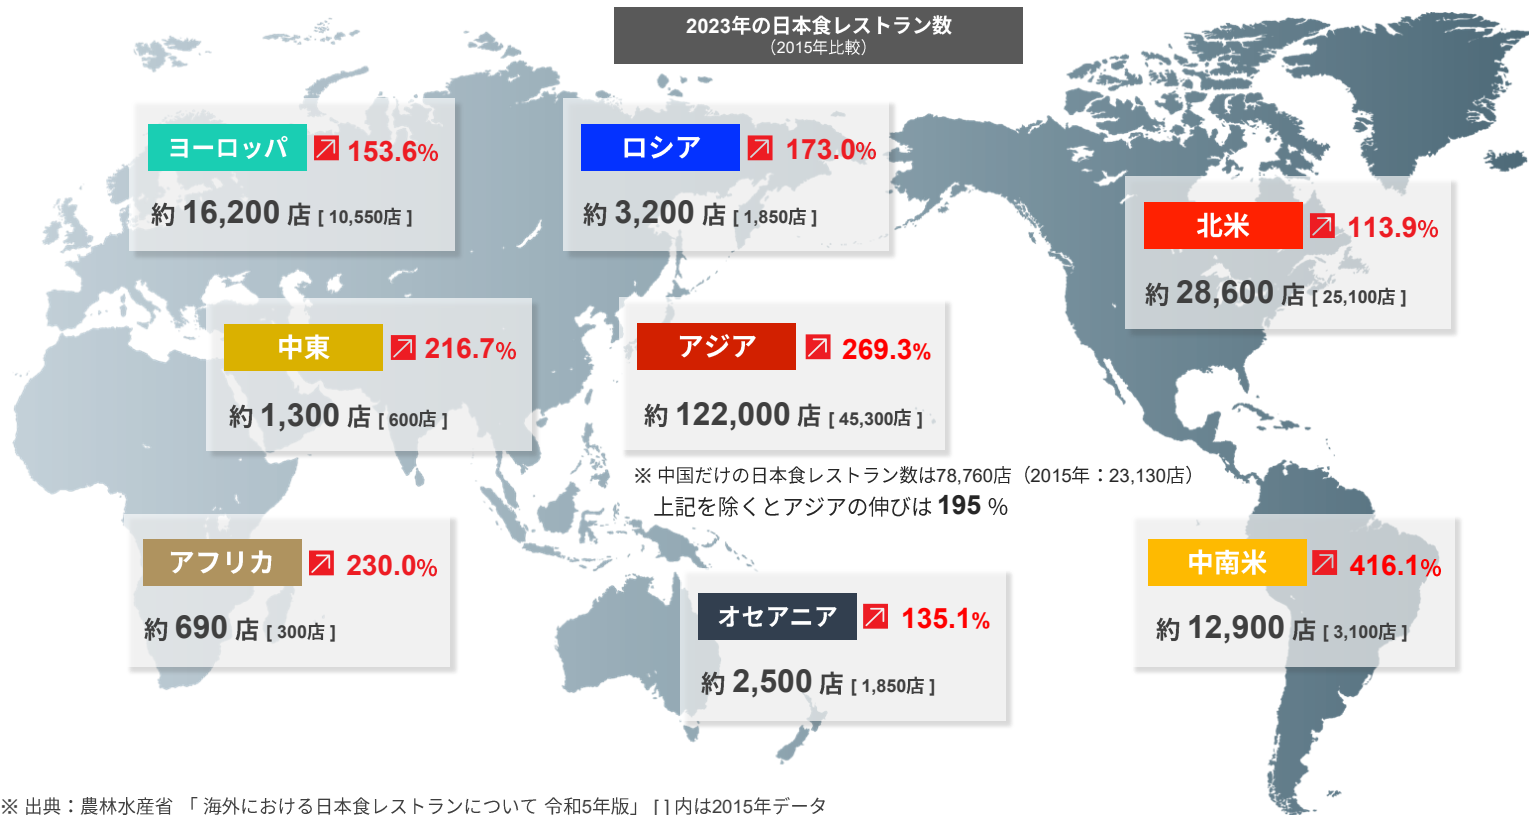 2023年の日本食レストラン数
（2015年比較）
ヨーロッパ 153.6%
約 16,200 店 [ 10,550店 ]
ロシア 173.0%
約 3,200 店 [ 1,850店 ]
北米 113.9%
約 28,600 店 [ 25,100店 ]
中東 216.7%
約 1,300 店 [ 600店 ]
アジア 269.3%
約 122,000 店 [ 45,300店 ]
※ 中国だけの日本食レストラン数は78,760店（2015年：23,130店）
上記を除くとアジアの伸びは 195 %
アフリカ 230.0%
約 690 店 [ 300店 ]
オセアニア 135.1%
約 2,500 店 [ 1,850店 ]
中南米 416.1%
約 12,900 店 [ 3,100店 ]
※ 出典：農林水産省 「 海外における日本食レストランについて 令和5年版」 [ ] 内は2015年データ